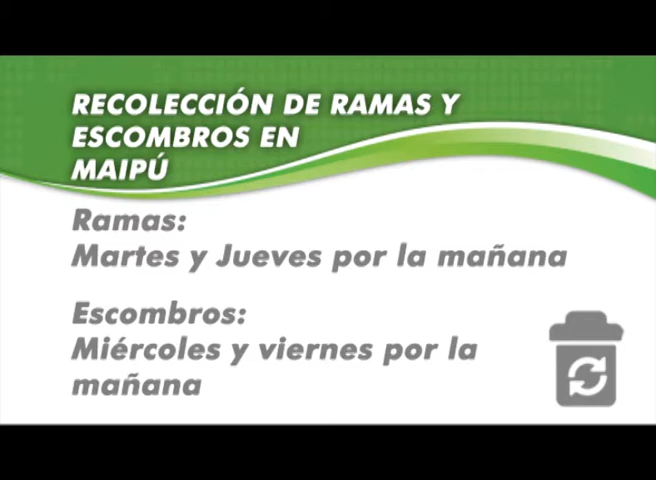 RECOLECCIÓN DE RAMAS Y
ESCOMBROS EN
MAIPÚ
Ramas:
Martes y Jueves por la mañana
Escombros:
Miércoles y viernes por la
mañana